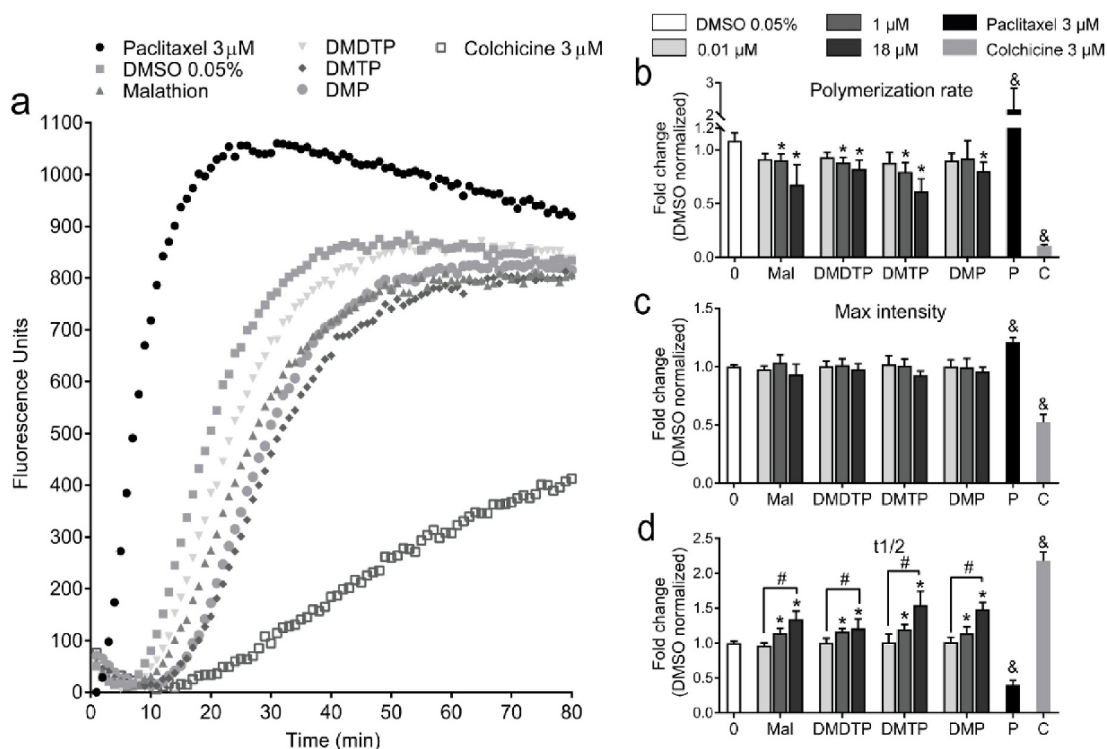 a
Paclitaxel 3 µM
DMSO 0.05%
Malathion
DMDTP
DMTP
DMP
Colchicine 3 µM
1100
1000
900
800
700
600
500
400
300
200
100
0
Fluorescence Units
0 10 20 30 40 50 60 70 80
Time (min)
DMSO 0.05%
0.01 µM
1 µM
18 µM
Paclitaxel 3 µM
Colchicine 3 µM
b
Polymerization rate
Fold change
(DMSO normalized)
3
2
1.2
1.0
0.5
0.0
* * * * * * * & &
0 Mal DMDTP DMTP DMP P C
c
Max intensity
Fold change
(DMSO normalized)
1.5
1.0
0.5
0.0
& &
0 Mal DMDTP DMTP DMP P C
d
t1/2
Fold change
(DMSO normalized)
2.5
2.0
1.5
1.0
0.5
0.0
# # # #
* * * * * * * * & &
0 Mal DMDTP DMTP DMP P C